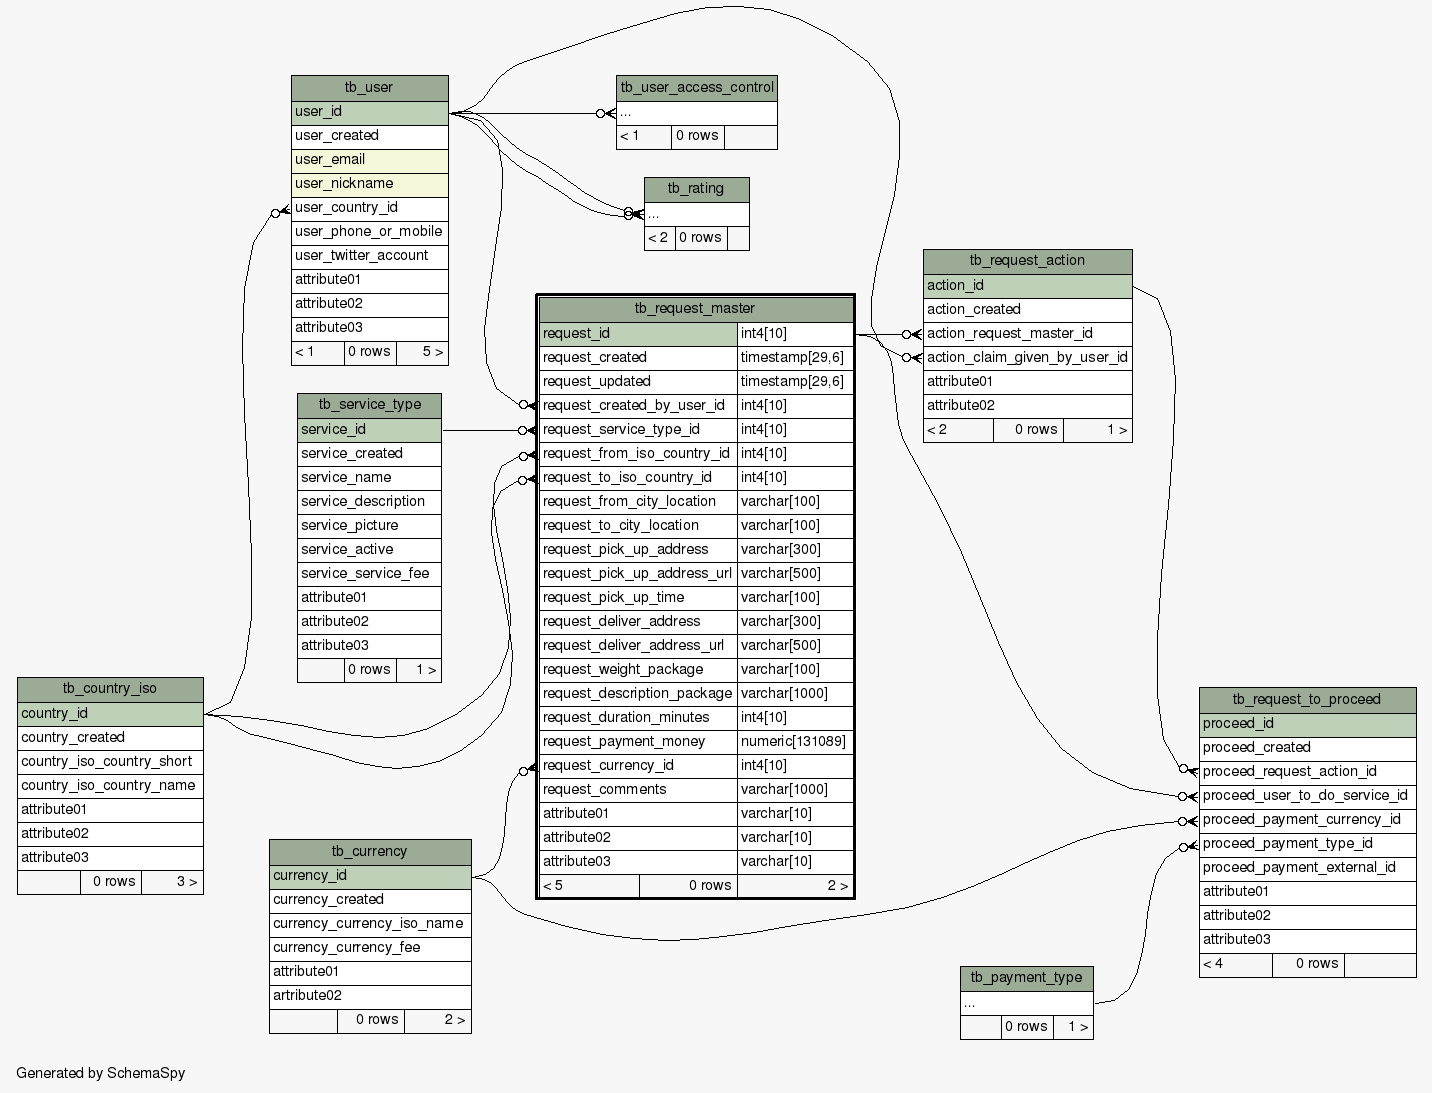 tb_user
user_id
user_created
user_email
user_nickname
user_country_id
user_phone_or_mobile
user_twitter_account
attribute01
attribute02
attribute03
< 1 0 rows 5 >
tb_user_access_control
...
< 1 0 rows
tb_rating
...
< 2 0 rows
tb_request_action
action_id
action_created
action_request_master_id
action_claim_given_by_user_id
attribute01
attribute02
< 2 0 rows 1 >
tb_request_master
request_id int4[10]
request_created timestamp[29,6]
request_updated timestamp[29,6]
request_created_by_user_id int4[10]
request_service_type_id int4[10]
request_from_iso_country_id int4[10]
request_to_iso_country_id int4[10]
request_from_city_location varchar[100]
request_to_city_location varchar[100]
request_pick_up_address varchar[300]
request_pick_up_address_url varchar[500]
request_pick_up_time varchar[100]
request_deliver_address varchar[300]
request_deliver_address_url varchar[500]
request_weight_package varchar[100]
request_description_package varchar[1000]
request_duration_minutes int4[10]
request_payment_money numeric[131089]
request_currency_id int4[10]
request_comments varchar[1000]
attribute01 varchar[10]
attribute02 varchar[10]
attribute03 varchar[10]
< 5 0 rows 2 >
tb_service_type
service_id
service_created
service_name
service_description
service_picture
service_active
service_service_fee
attribute01
attribute02
attribute03
0 rows 1 >
tb_country_iso
country_id
country_created
country_iso_country_short
country_iso_country_name
attribute01
attribute02
attribute03
0 rows 3 >
tb_request_to_proceed
proceed_id
proceed_created
proceed_request_action_id
proceed_user_to_do_service_id
proceed_payment_currency_id
proceed_payment_type_id
proceed_payment_external_id
attribute01
attribute02
attribute03
< 4 0 rows
tb_currency
currency_id
currency_created
currency_currency_iso_name
currency_currency_fee
attribute01
artribute02
0 rows 2 >
tb_payment_type
...
0 rows 1 >
Generated by SchemaSpy